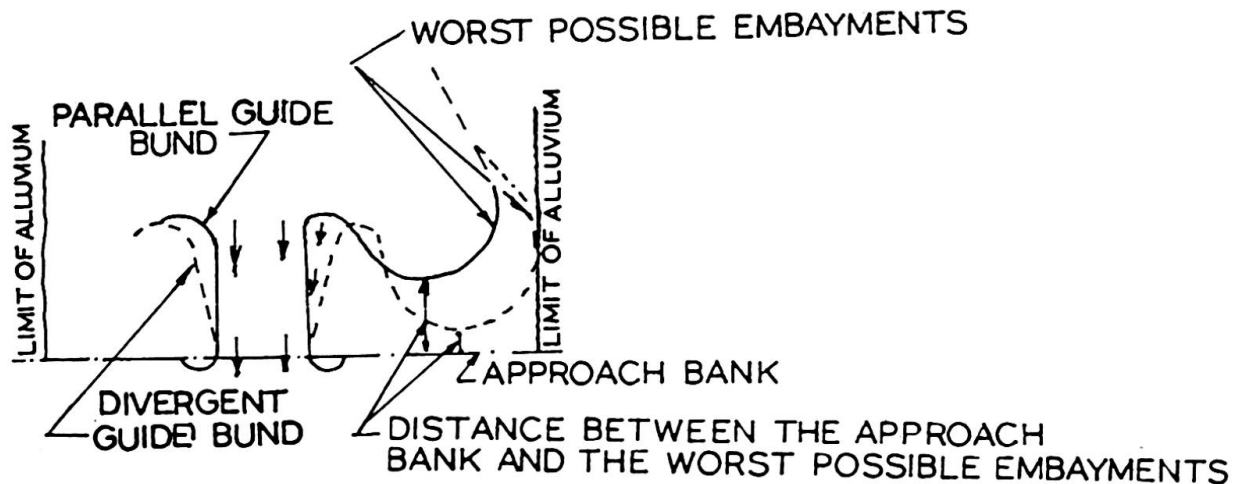 WORST POSSIBLE EMBAYMENTS
PARALLEL GUIDE
BUND
LIMIT OF ALLUVIUM
LIMIT OF ALLUVIUM
APPROACH BANK
DIVERGENT
GUIDE BUND
DISTANCE BETWEEN THE APPROACH
BANK AND THE WORST POSSIBLE EMBAYMENTS